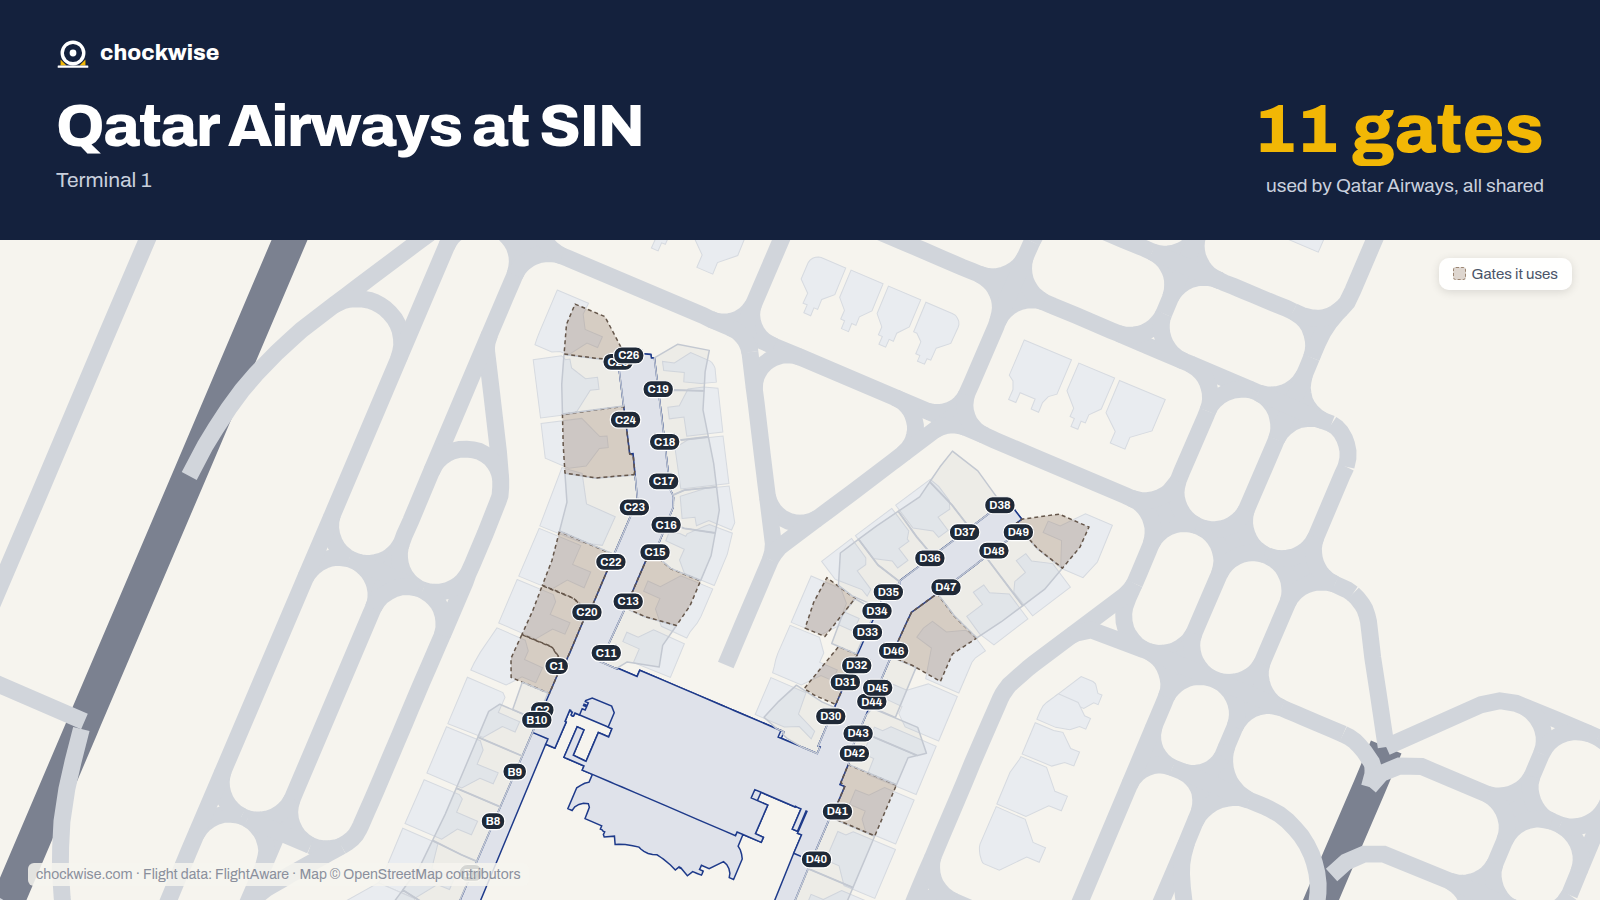 chockwise
Qatar Airways at SIN
Terminal 1
11 gates
used by Qatar Airways, all shared
Gates it uses
C26
C19
C24
C18
C17
C23
C16
C15
C22
C13
C20
C11
C1
C2
B10
B9
B8
D38
D49
D37
D48
D36
D47
D35
D34
D33
D46
D32
D31
D45
D44
D30
D43
D42
D41
D40
chockwise.com · Flight data: FlightAware · Map © OpenStreetMap contributors